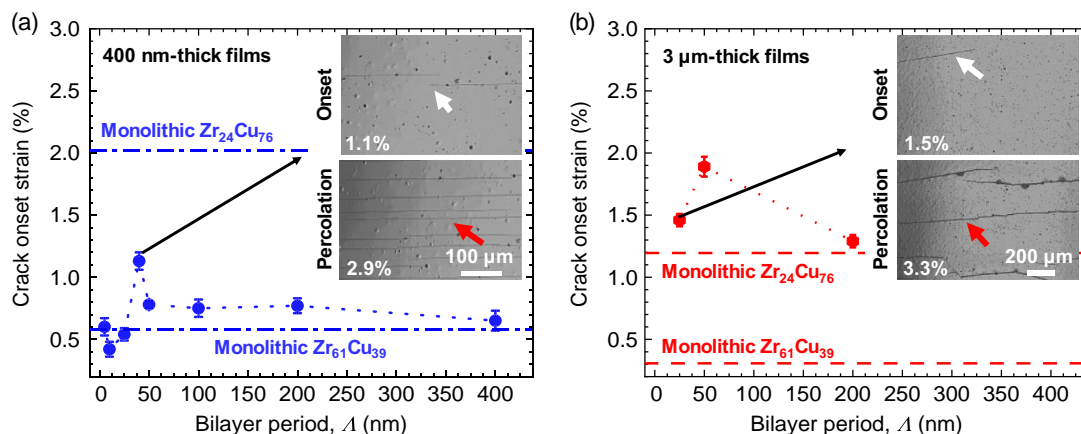 (a)
3.0
2.5
2.0
1.5
1.0
0.5
Crack onset strain (%)
400 nm-thick films
Monolithic Zr24Cu76
Monolithic Zr61Cu39
Onset
1.1%
Percolation
2.9%
100 µm
0 50 100 150 200 250 300 350 400
Bilayer period, Λ (nm)
(b)
3.0
2.5
2.0
1.5
1.0
0.5
Crack onset strain (%)
3 µm-thick films
Monolithic Zr24Cu76
Monolithic Zr61Cu39
Onset
1.5%
Percolation
3.3%
200 µm
0 50 100 150 200 250 300 350 400
Bilayer period, Λ (nm)